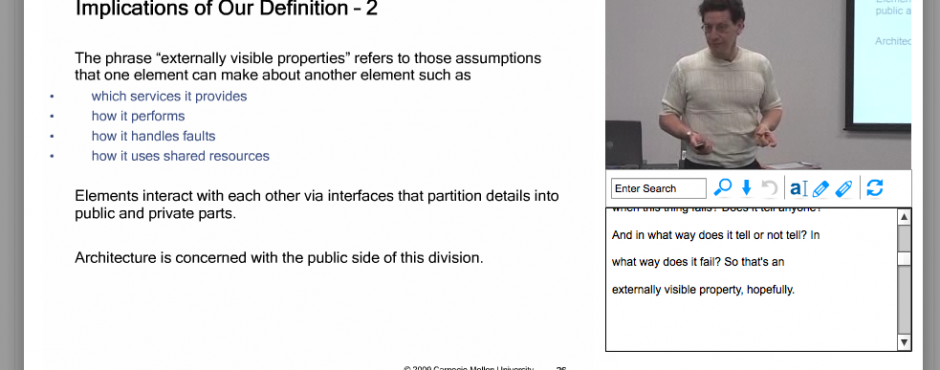 Implications of Our Definition - 2
The phrase “externally visible properties” refers to those assumptions
that one element can make about another element such as
• which services it provides
• how it performs
• how it handles faults
• how it uses shared resources
Elements interact with each other via interfaces that partition details into
public and private parts.
Architecture is concerned with the public side of this division.
© 2009 Carnegie Mellon University 26
public a
Architec
Enter Search
a
when this thing fails? Does it tell anyone?
And in what way does it tell or not tell? In
what way does it fail? So that's an
externally visible property, hopefully.